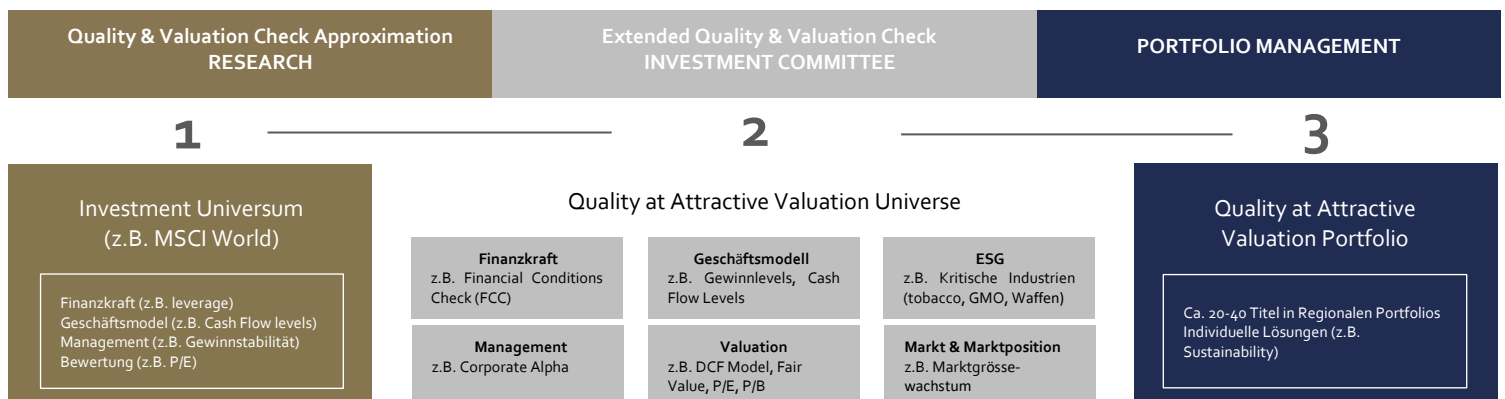 Quality & Valuation Check Approximation
RESEARCH
Extended Quality & Valuation Check
INVESTMENT COMMITTEE
PORTFOLIO MANAGEMENT
1
2
3
Investment Universum
(z.B. MSCI World)
Finanzkraft (z.B. leverage)
Geschäftsmodel (z.B. Cash Flow levels)
Management (z.B. Gewinnstabilität)
Bewertung (z.B. P/E)
Quality at Attractive Valuation Universe
Finanzkraft
z.B. Financial Conditions
Check (FCC)
Geschäftsmodell
z.B. Gewinnlevels, Cash
Flow Levels
ESG
z.B. Kritische Industrien
(tobacco, GMO, Waffen)
Management
z.B. Corporate Alpha
Valuation
z.B. DCF Model, Fair
Value, P/E, P/B
Markt & Marktposition
z.B. Marktgrösse-
wachstum
Quality at Attractive
Valuation Portfolio
Ca. 20-40 Titel in Regionalen Portfolios
Individuelle Lösungen (z.B.
Sustainability)